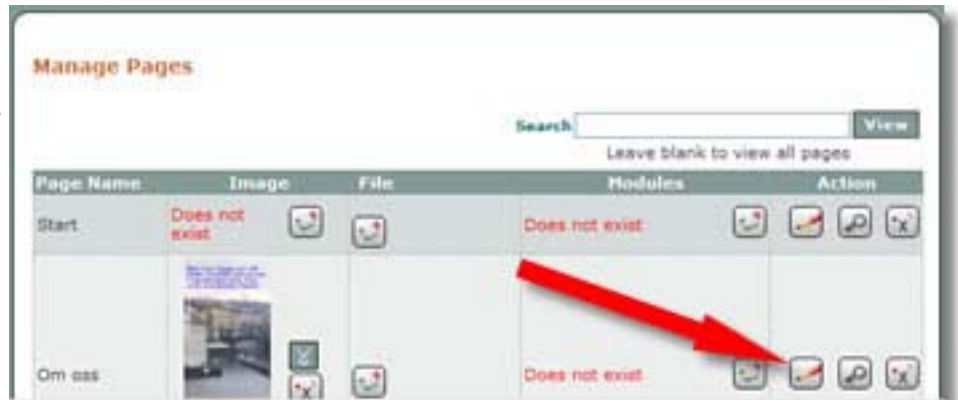 Manage Pages
Search View
Leave blank to view all pages
Page Name Image File Modules Action
Start Does not exist Does not exist
Om oss Does not exist